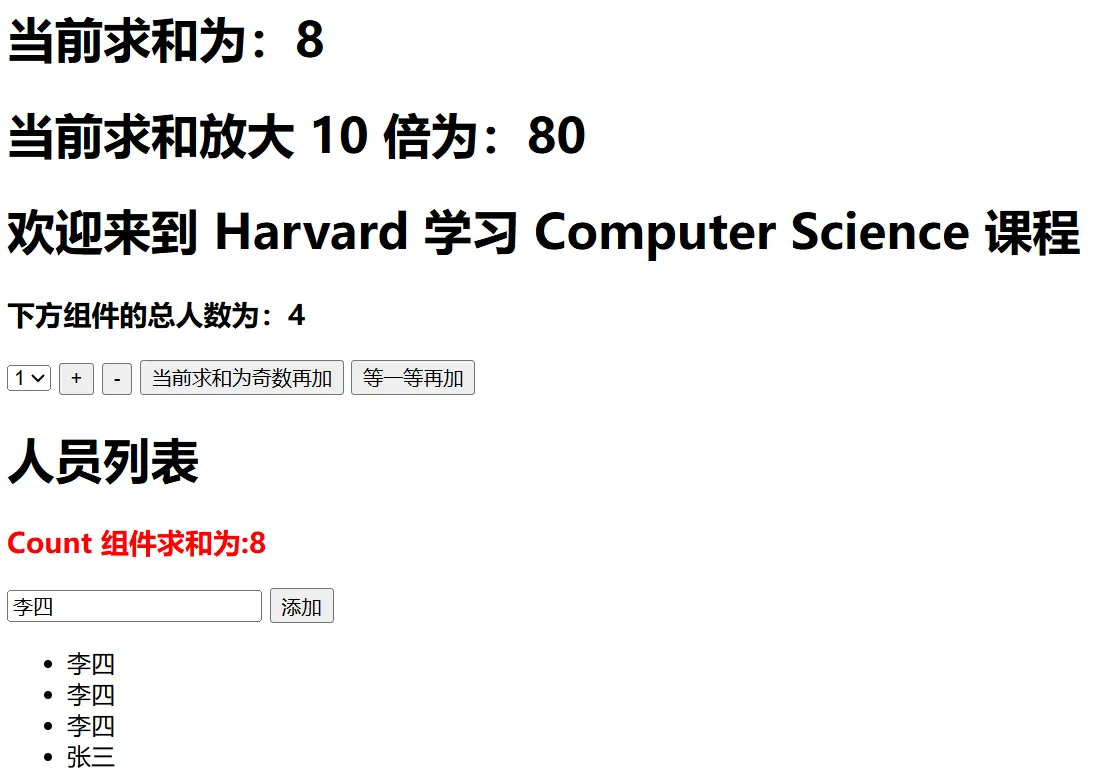 当前求和为：8
当前求和放大 10 倍为：80
欢迎来到 Harvard 学习 Computer Science 课程
下方组件的总人数为：4
1 + - 当前求和为奇数再加 等一等再加
人员列表
Count 组件求和为:8
李四 添加
李四
李四
李四
张三